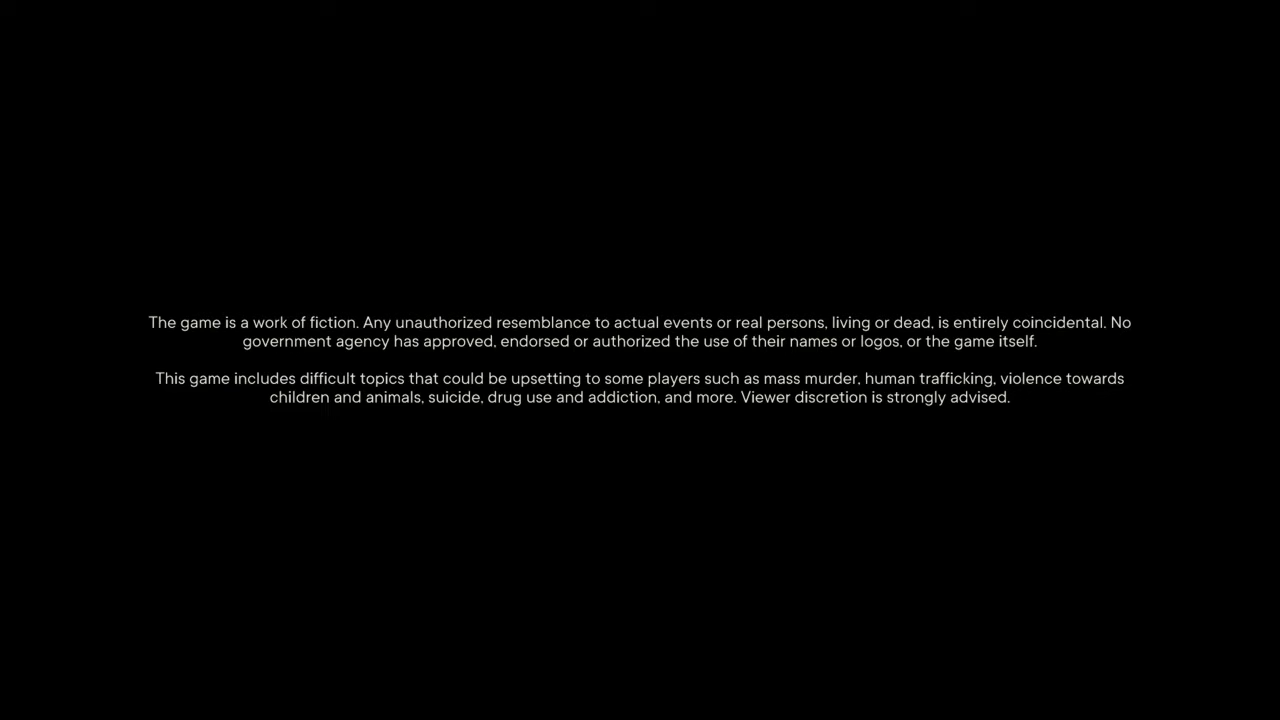 The game is a work of fiction. Any unauthorized resemblance to actual events or real persons, living or dead, is entirely coincidental. No
government agency has approved, endorsed or authorized the use of their names or logos, or the game itself.
This game includes difficult topics that could be upsetting to some players such as mass murder, human trafficking, violence towards
children and animals, suicide, drug use and addiction, and more. Viewer discretion is strongly advised.